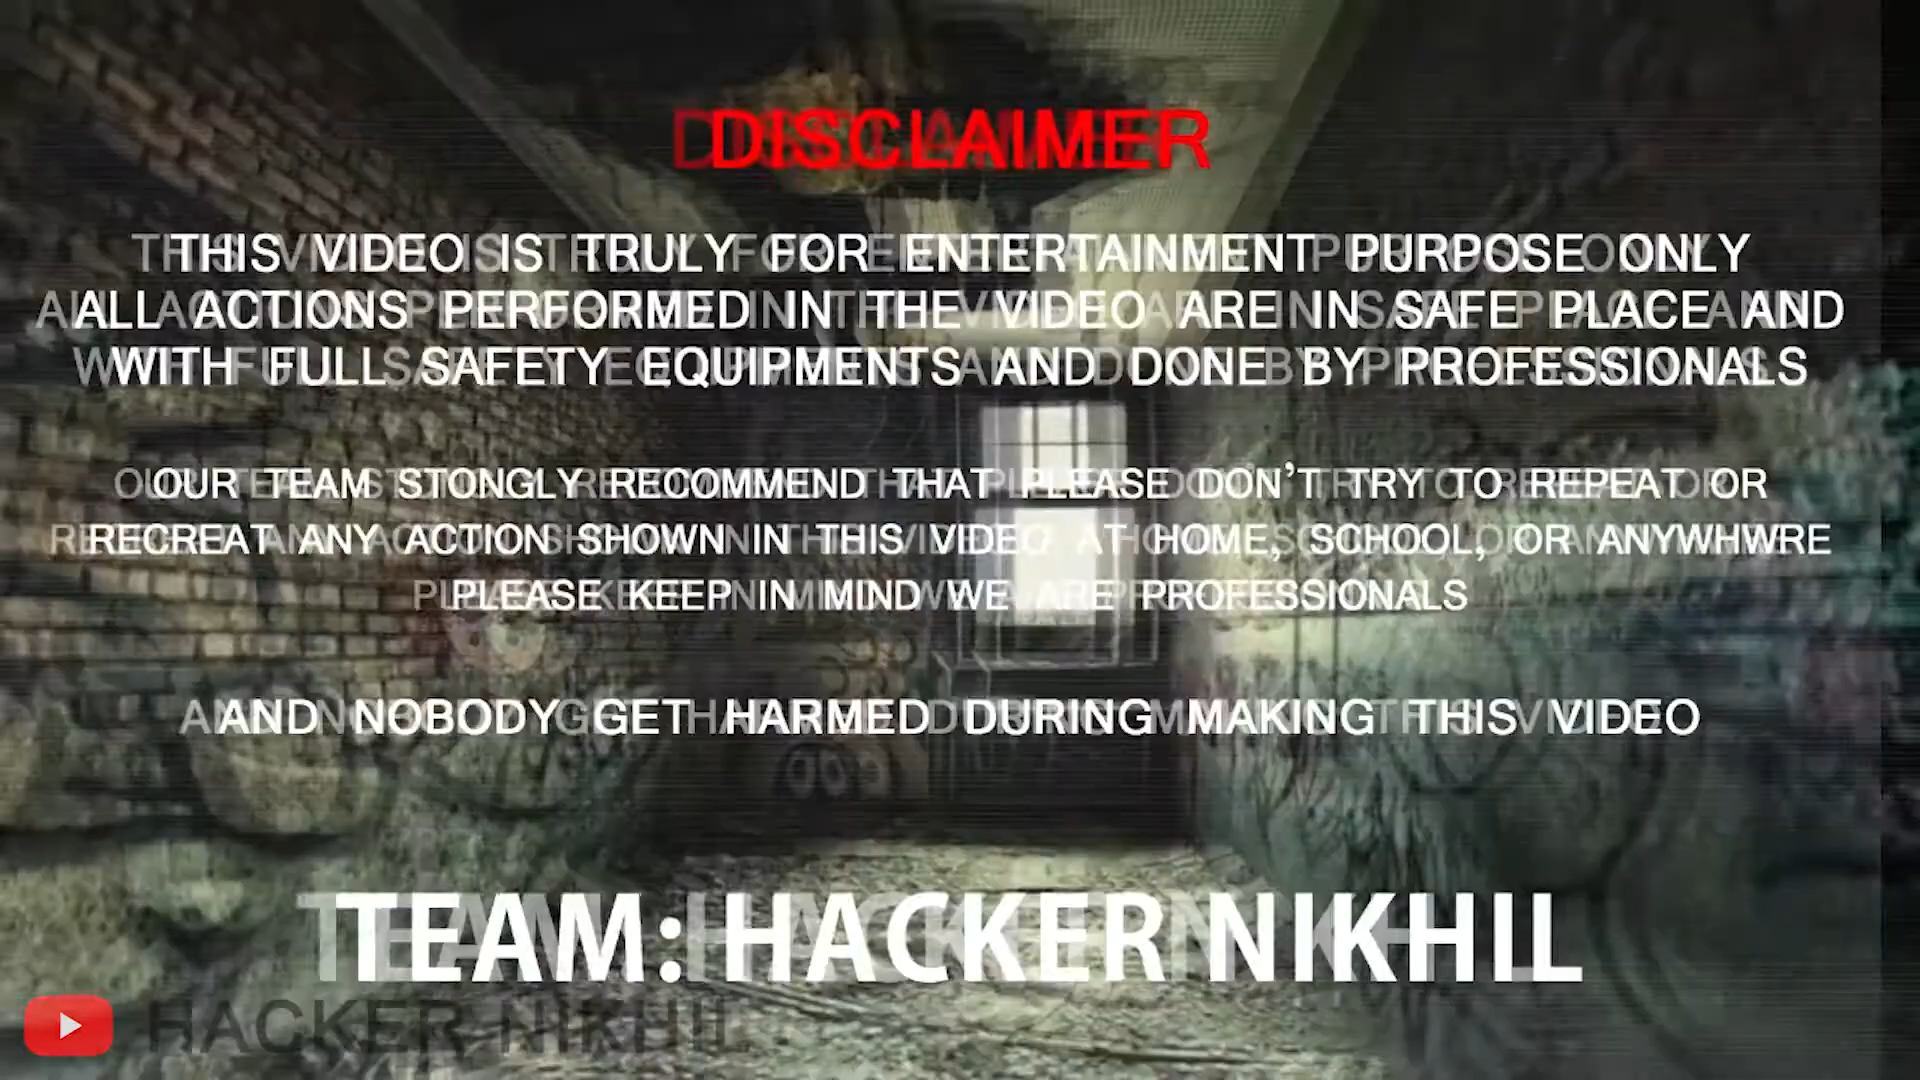 DISCLAIMER
THIS VIDEO IS TRULY FOR ENTERTAINMENT PURPOSE ONLY
ALL ACTIONS PERFORMED IN THE VIDEO ARE IN SAFE PLACE AND
WITH FULL SAFETY EQUIPMENTS AND DONE BY PROFESSIONALS
OUR TEAM STONGLY RECOMMEND THAT PLEASE DON'T TRY TO REPEAT OR
RECREAT ANY ACTION SHOWN IN THIS VIDEO AT HOME, SCHOOL, OR ANYWHWRE
PLEASE KEEP IN MIND WE ARE PROFESSIONALS
AND NOBODY GET HARMED DURING MAKING THIS VIDEO
TEAM: HACKER NIKHIL
HACKER NIKHIL